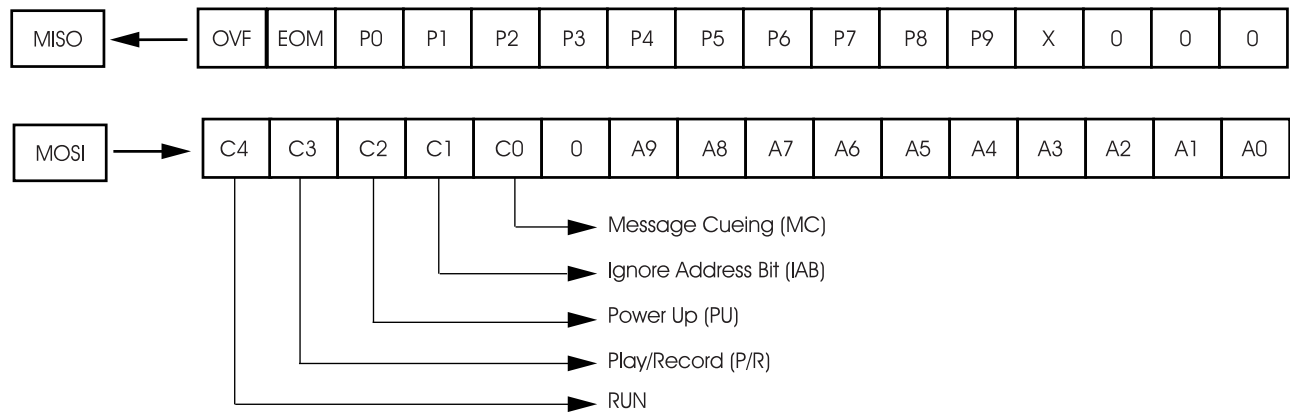 MISO OVF EOM P0 P1 P2 P3 P4 P5 P6 P7 P8 P9 X 0 0 0
MOSI C4 C3 C2 C1 C0 0 A9 A8 A7 A6 A5 A4 A3 A2 A1 A0
Message Cueing (MC)
Ignore Address Bit (IAB)
Power Up (PU)
Play/Record (P/R)
RUN